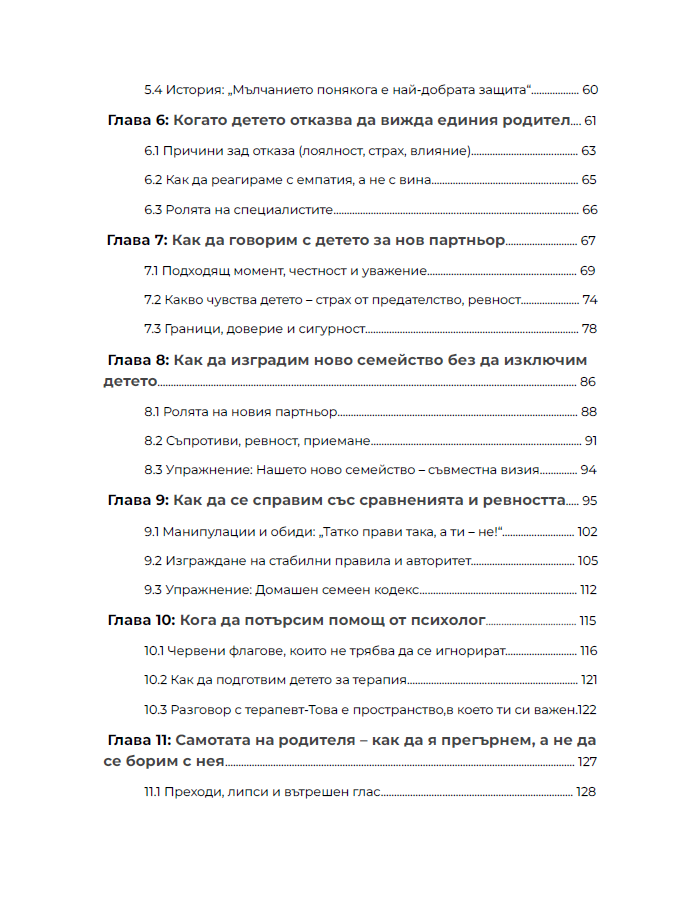 5.4 История: „Мълчанието понякога е най-добрата защита“.................. 60
Глава 6: Когато детето отказва да вижда единия родител.... 61
6.1 Причини зад отказа (лоялност, страх, влияние)......................................... 63
6.2 Как да реагираме с емпатия, а не с вина........................................................ 65
6.3 Ролята на специалистите.............................................................................................. 66
Глава 7: Как да говорим с детето за нов партньор........................... 67
7.1 Подходящ момент, честност и уважение......................................................... 69
7.2 Какво чувства детето – страх от предателство, ревност...................... 74
7.3 Граници, доверие и сигурност................................................................................. 78
Глава 8: Как да изградим ново семейство без да изключим
детето................................................................................................................................................................ 86
8.1 Ролята на новия партньор............................................................................................ 88
8.2 Съпротиви, ревност, приемане................................................................................ 91
8.3 Упражнение: Нашето ново семейство – съвместна визия.............. 94
Глава 9: Как да се справим със сравненията и ревността..... 95
9.1 Манипулации и обиди: „Татко прави така, а ти – не!“........................... 102
9.2 Изграждане на стабилни правила и авторитет....................................... 105
9.3 Упражнение: Домашен семеен кодекс............................................................ 112
Глава 10: Кога да потърсим помощ от психолог.................................. 115
10.1 Червени флагове, които не трябва да се игнорират........................... 116
10.2 Как да подготвим детето за терапия................................................................. 121
10.3 Разговор с терапевт-Това е пространство,в което ти си важен.122
Глава 11: Самотата на родителя – как да я прегърнем, а не да
се борим с нея..................................................................................................................................... 127
11.1 Преходи, липси и вътрешен глас......................................................................... 128